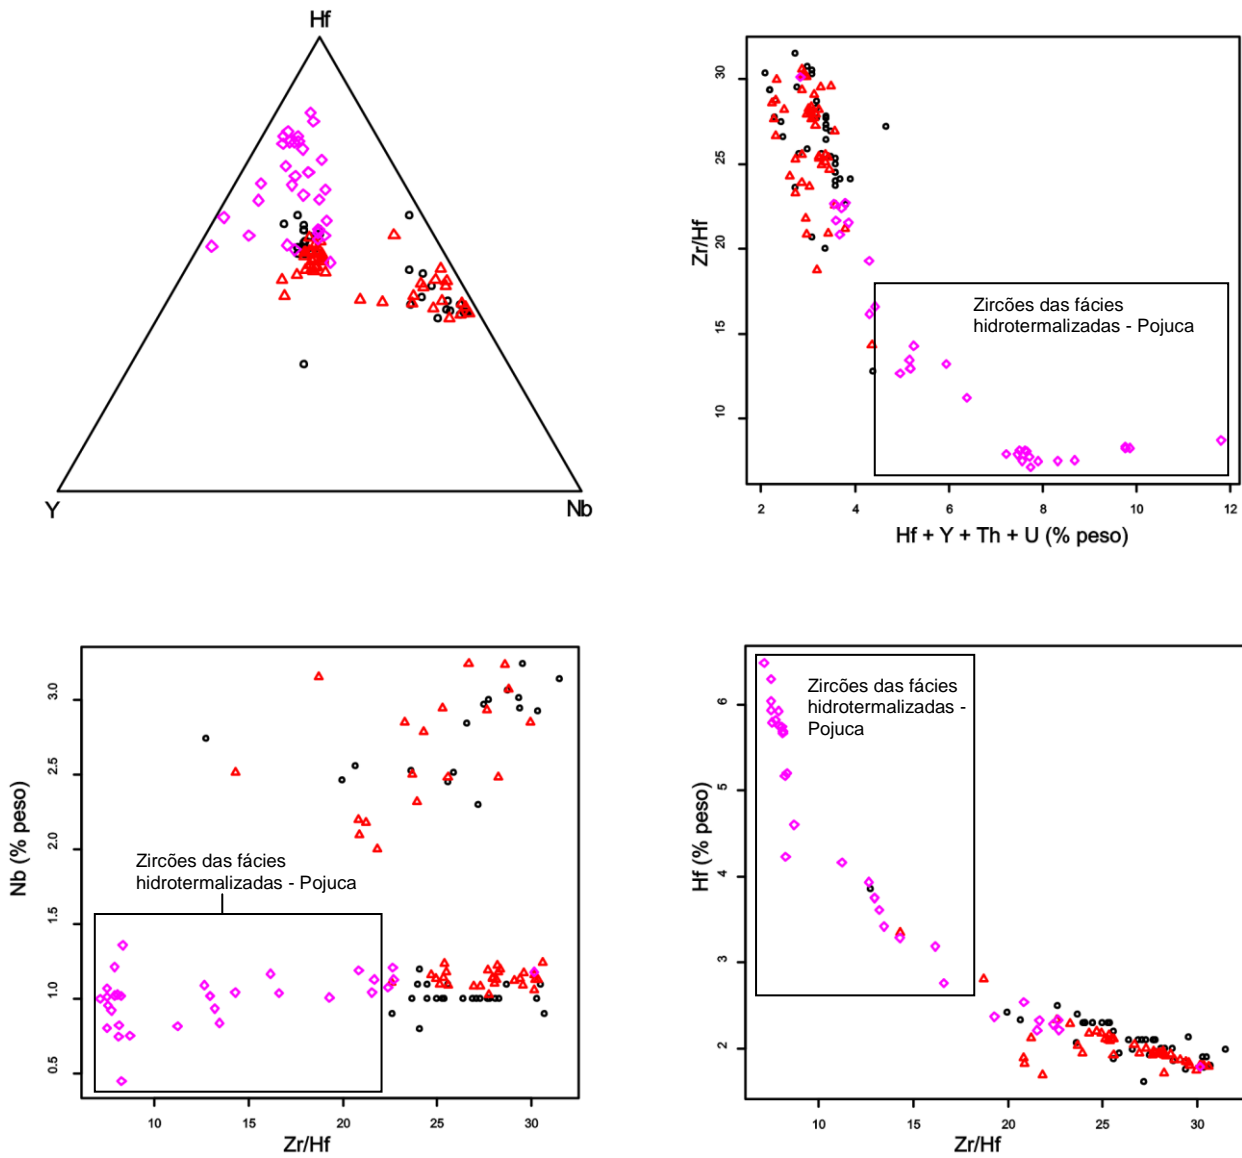 Hf
Y
Nb
Zr/Hf
30
25
20
15
10
Zircões das fácies
hidrotermalizadas - Pojuca
2
4
6
8
10
12
Hf + Y + Th + U (% peso)
Nb (% peso)
3.0
2.5
2.0
1.5
1.0
0.5
Zircões das fácies
hidrotermalizadas - Pojuca
10
15
20
25
30
Zr/Hf
Hf (% peso)
6
5
4
3
2
Zircões das fácies
hidrotermalizadas -
Pojuca
10
15
20
25
30
Zr/Hf